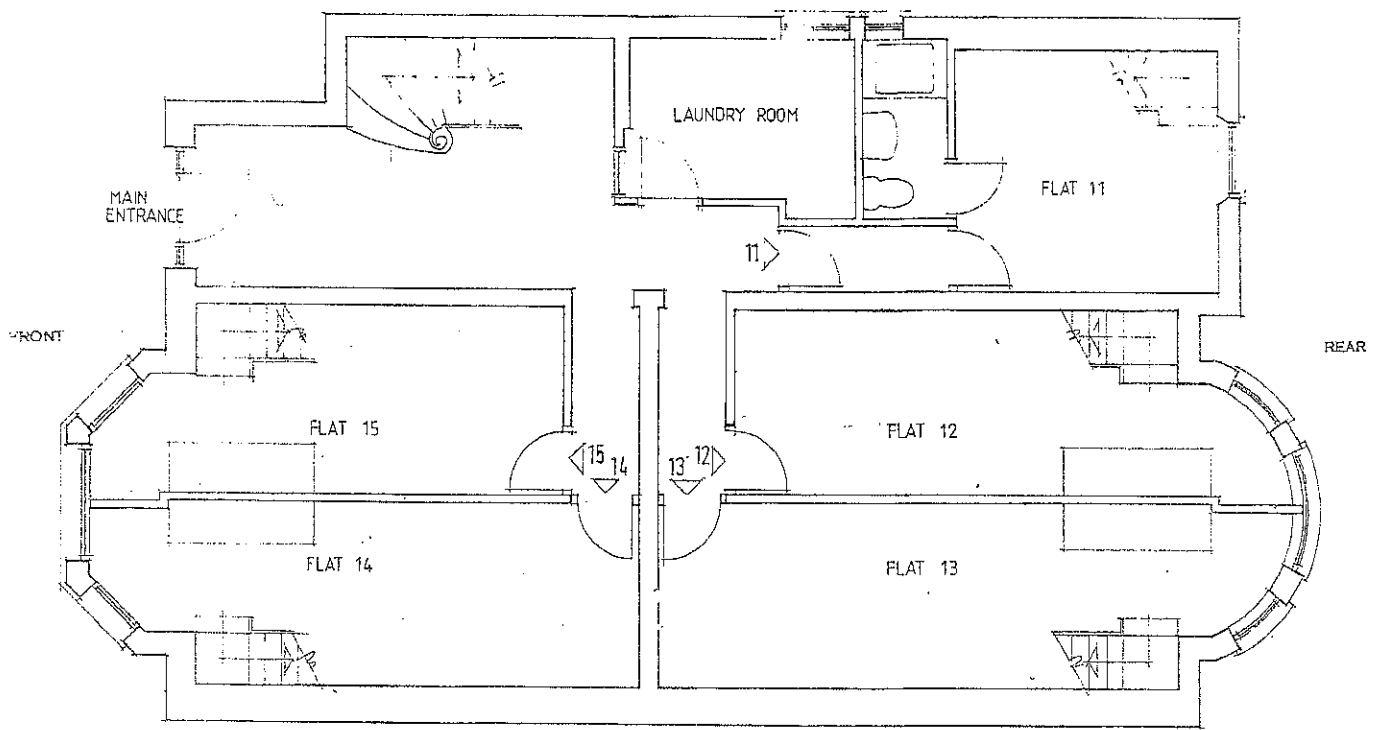 LAUNDRY ROOM
MAIN
ENTRANCE
FLAT 11
11
FRONT
REAR
FLAT 15
FLAT 12
15
14
13
12
FLAT 14
FLAT 13